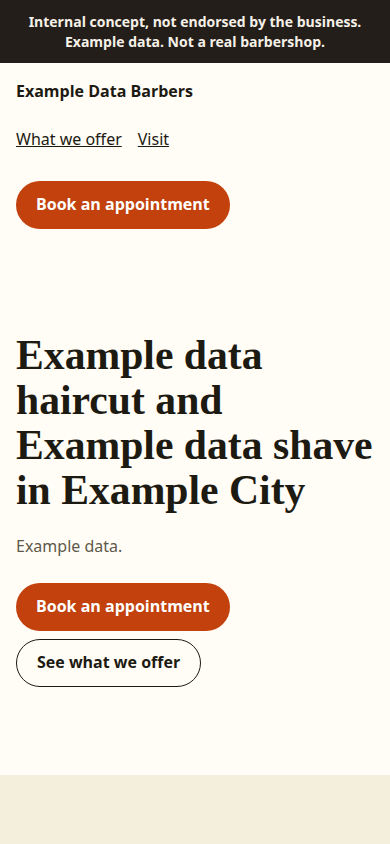 Internal concept, not endorsed by the business.
Example data. Not a real barbershop.
Example Data Barbers
What we offer Visit
Book an appointment
Example data
haircut and
Example data shave
in Example City
Example data.
Book an appointment
See what we offer